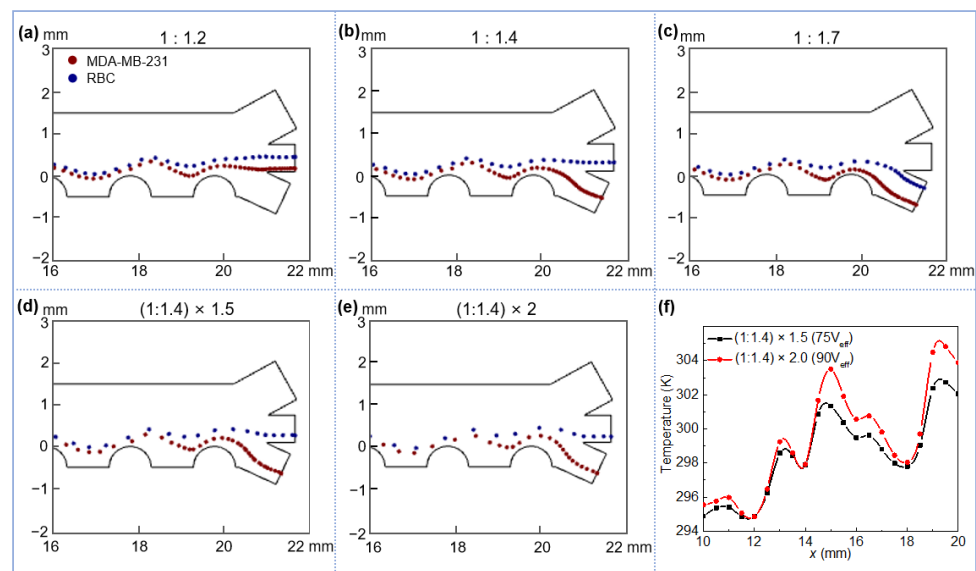 (a) mm 1 : 1.2
3
MDA-MB-231
RBC
2
1
0
−1
−2
16 18 20 22 mm
(b) mm 1 : 1.4
3
2
1
0
−1
−2
16 18 20 22 mm
(c) mm 1 : 1.7
3
2
1
0
−1
−2
16 18 20 22 mm
(d) mm (1:1.4) × 1.5
3
2
1
0
−1
−2
16 18 20 22 mm
(e) mm (1:1.4) × 2
3
2
1
0
−1
−2
16 18 20 22 mm
(f)
(1:1.4) × 1.5 (75Veff)
(1:1.4) × 2.0 (90Veff)
Temperature (K)
304
302
300
298
296
294
10 12 14 16 18 20
x (mm)